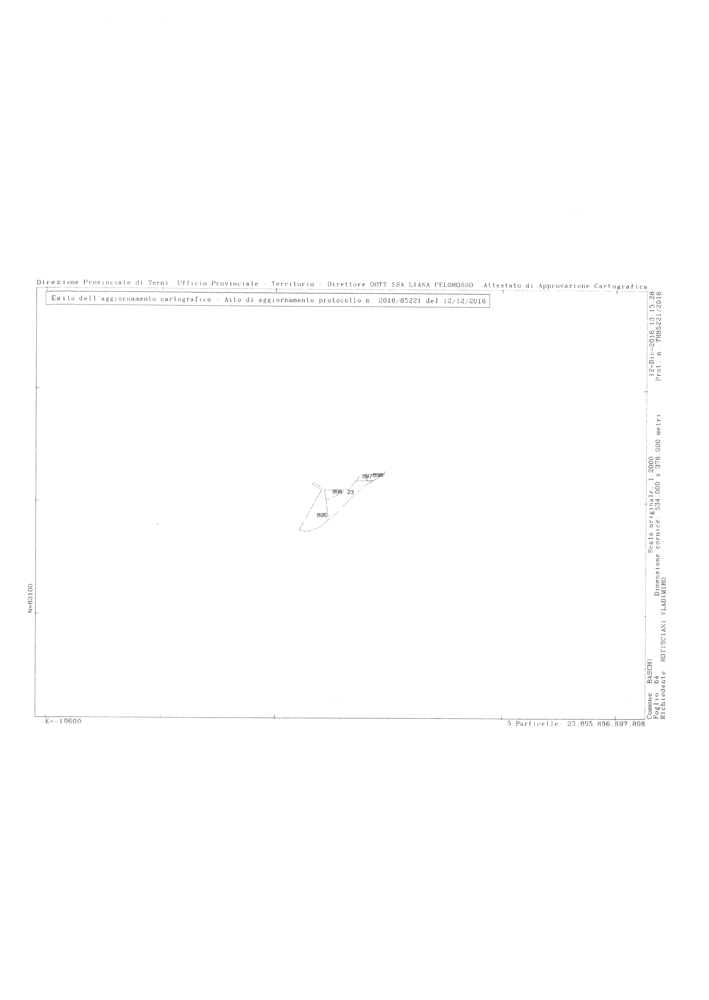 Direzione Provinciale di Terni Ufficio Provinciale - Territorio - Direttore DOTT SSA LIANA PELOROSSO Attestato di Approvazione Cartografica
Esito dell'aggiornamento cartografico - Atto di aggiornamento protocollo n. 2016/85221 del 12/12/2016
12-Dic-2016 13:15:28
Prot. n. TR85221/2016
Scala originale: 1:2000
Dimensione cornice: 534.000 x 378.000 metri
Comune: BASCHI
Foglio: 64
Richiedente: ROTISCIANI VLADIMIRO
897
898
896
23
895
N=83100
E=-19600
5 Particelle: 23,895,896,897,898